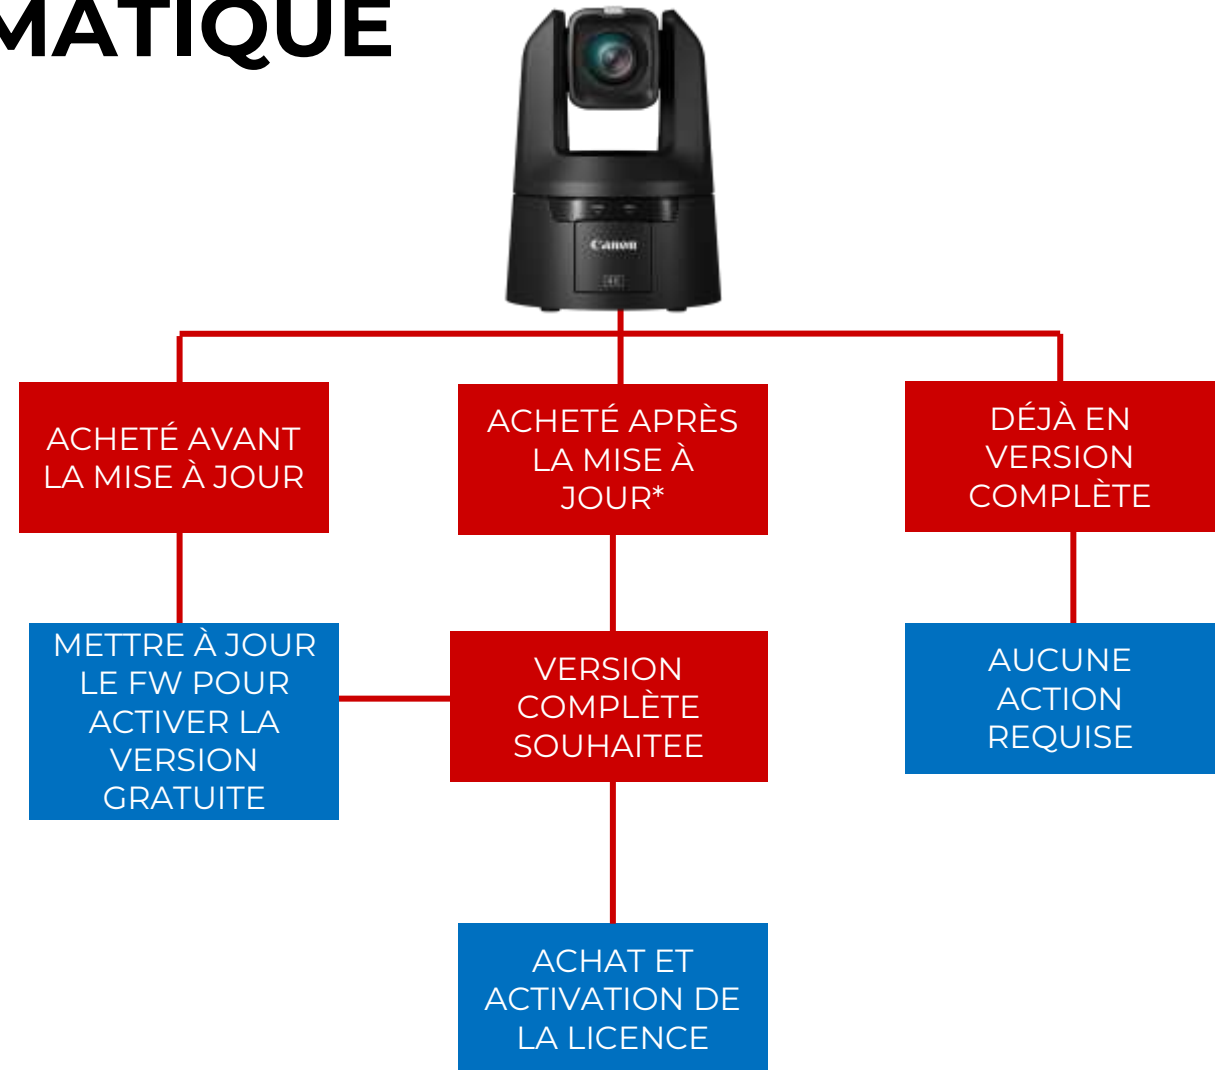 MATIQUE
Canon
4K
ACHETÉ AVANT
LA MISE À JOUR
ACHETÉ APRÈS
LA MISE À
JOUR*
DÉJÀ EN
VERSION
COMPLÈTE
METTRE À JOUR
LE FW POUR
ACTIVER LA
VERSION
GRATUITE
VERSION
COMPLÈTE
SOUHAITEE
AUCUNE
ACTION
REQUISE
ACHAT ET
ACTIVATION DE
LA LICENCE